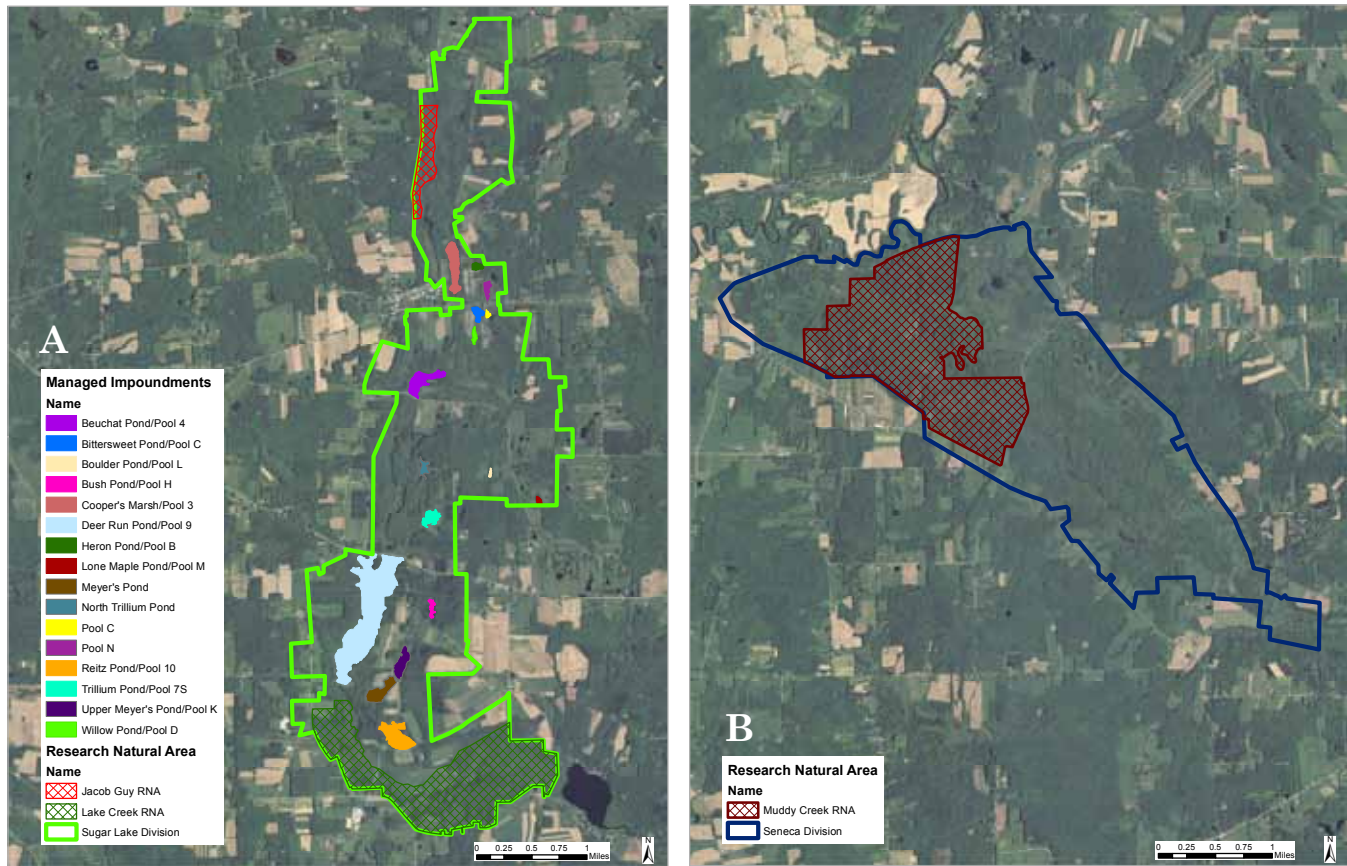 A
Managed Impoundments
Name
Beuchat Pond/Pool 4
Bittersweet Pond/Pool C
Boulder Pond/Pool L
Bush Pond/Pool H
Cooper's Marsh/Pool 3
Deer Run Pond/Pool 9
Heron Pond/Pool B
Lone Maple Pond/Pool M
Meyer's Pond
North Trillium Pond
Pool C
Pool N
Reitz Pond/Pool 10
Trillium Pond/Pool 7S
Upper Meyer's Pond/Pool K
Willow Pond/Pool D
Research Natural Area
Name
Jacob Guy RNA
Lake Creek RNA
Sugar Lake Division
0 0.25 0.5 0.75 1
Miles
N
B
Research Natural Area
Name
Muddy Creek RNA
Seneca Division
0 0.25 0.5 0.75 1
Miles
N